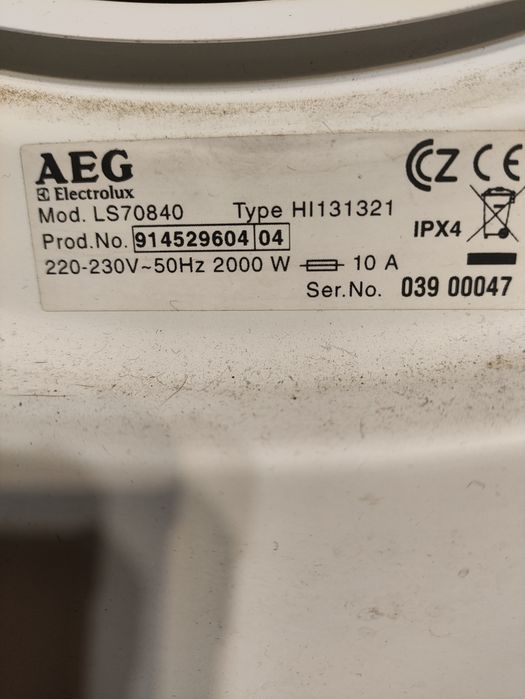 AEG
Electrolux
Mod. LS70840 Type HI131321
Prod.No. 914529604 04
IPX4
220-230V~50Hz 2000 W 10 A
Ser.No. 039 00047
CZ CE